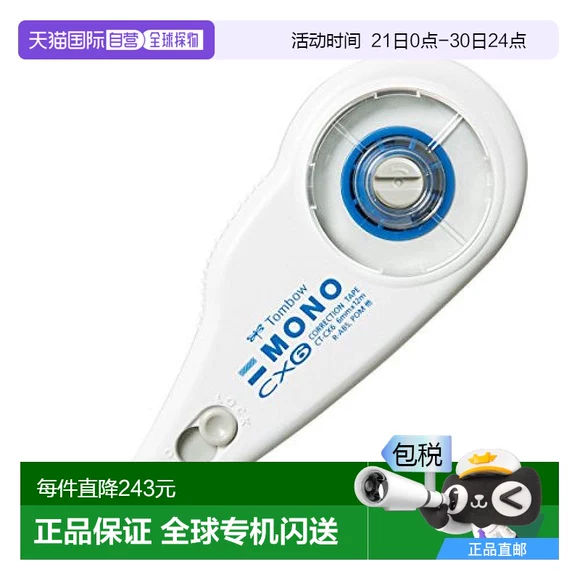 天猫国际自营全球探物
活动时间 21日0点-30日24点
Tombow
MONO
CX6
CORRECTION TAPE
CT-CX6 6mm×12m
R-ABS, POM 他
LOCK
包税
每件直降243元
正品保证 全球专机闪送
正品直邮